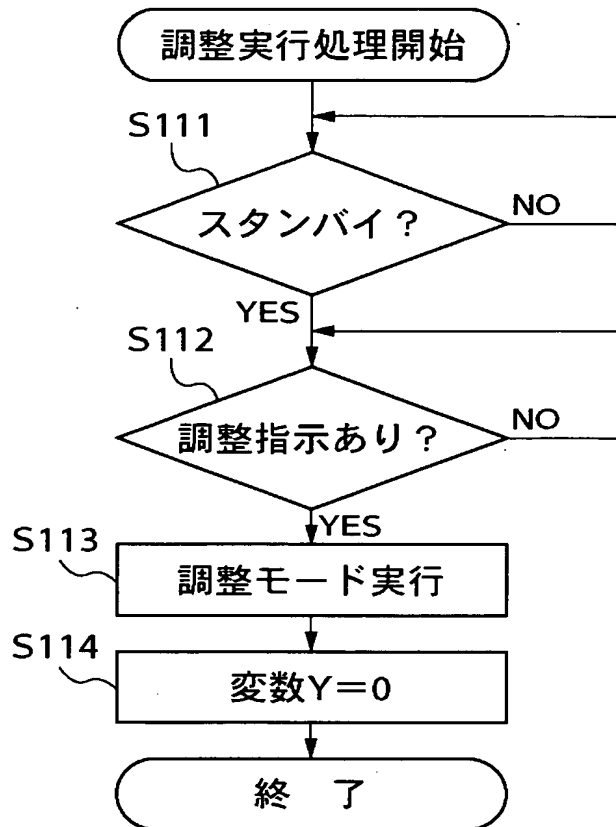 調整実行処理開始
S111
スタンバイ？
NO
YES
S112
調整指示あり？
NO
YES
S113
調整モード実行
S114
変数Y＝0
終 了